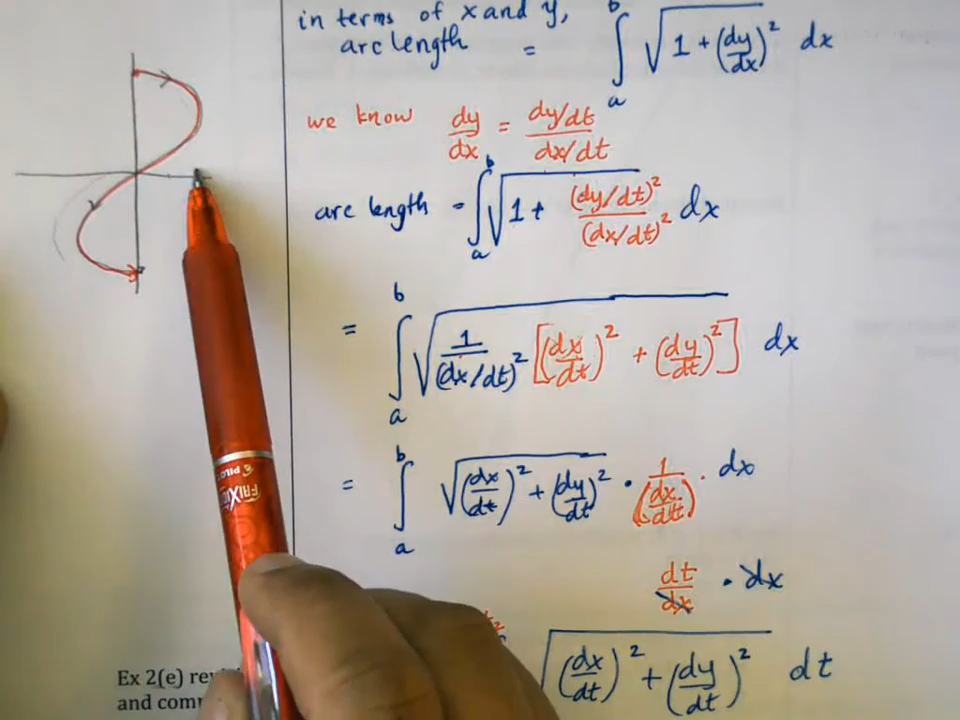 in terms of x and y,
arc length = ∫ₐᵇ √(1 + (dy/dx)²) dx
we know dy/dx = (dy/dt)/(dx/dt)
arc length = ∫ₐᵇ √(1 + (dy/dt)²/(dx/dt)²) dx
= ∫ₐᵇ √(1/(dx/dt)² [(dx/dt)² + (dy/dt)²]) dx
= ∫ₐᵇ √((dx/dt)² + (dy/dt)²) · 1/(dx/dt) · dx
dt/dx · dx
√((dx/dt)² + (dy/dt)²) dt
Ex 2(e)
and
PILOT
FRIXION